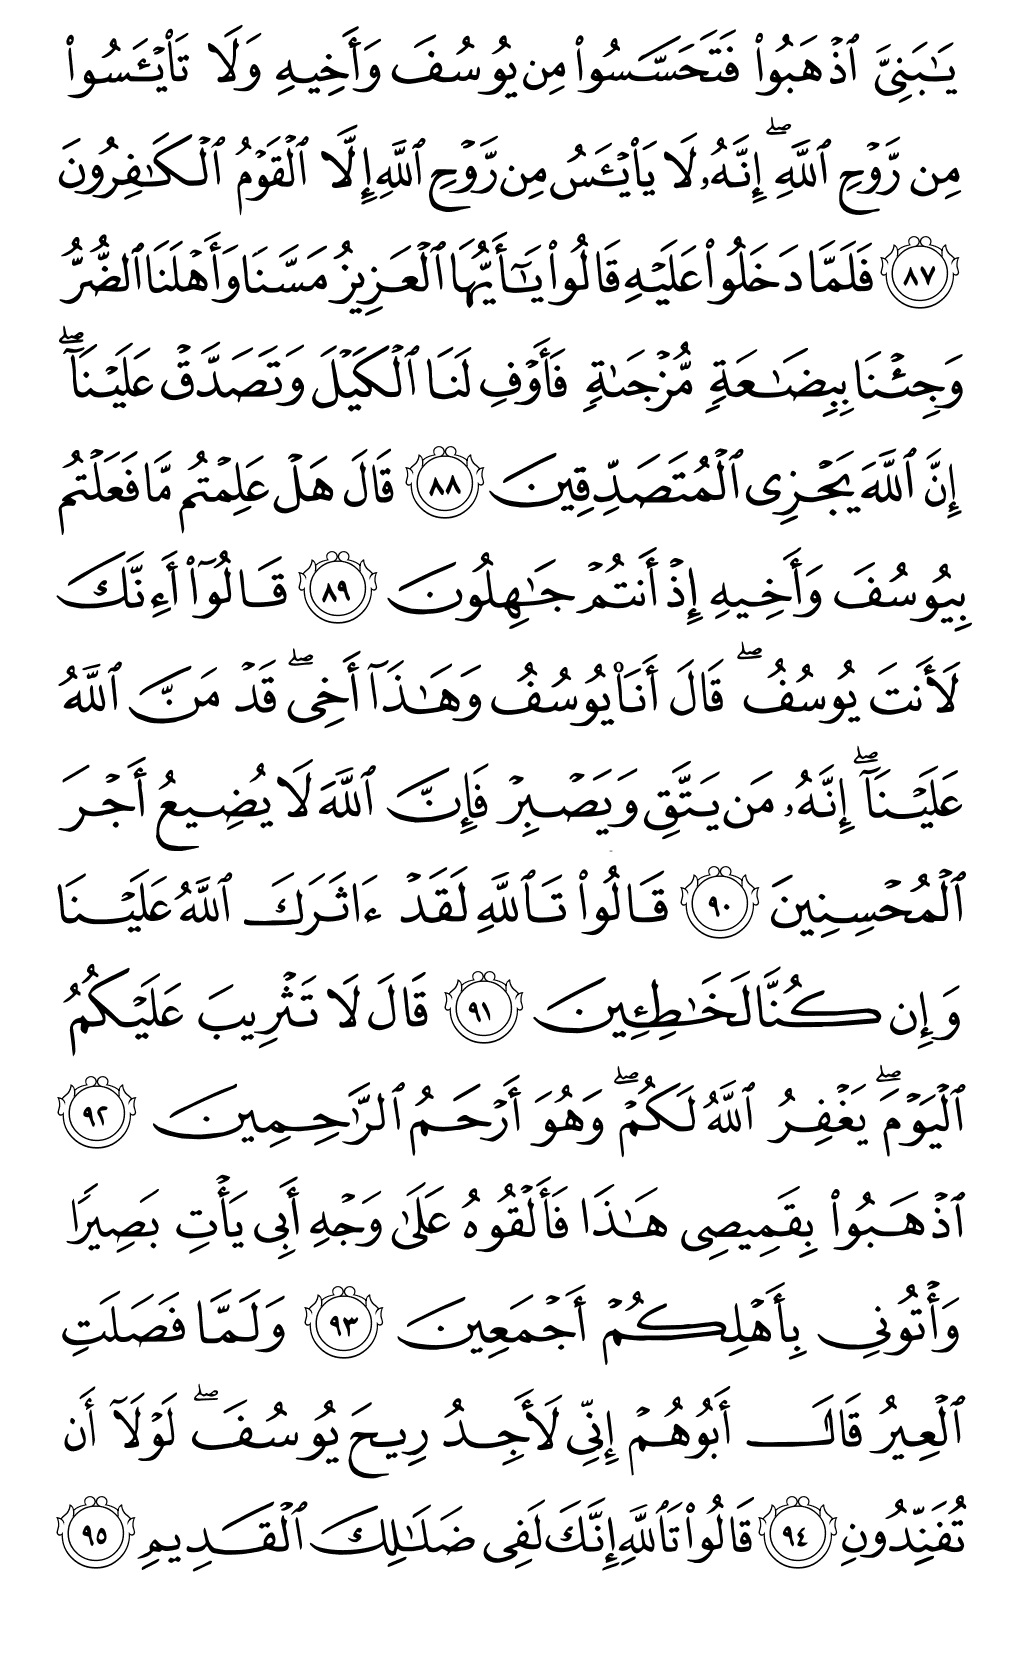 يَـٰبَنِىَّ ٱذْهَبُوا۟ فَتَحَسَّسُوا۟ مِن يُوسُفَ وَأَخِيهِ وَلَا تَا۟يْـَٔسُوا۟
مِن رَّوْحِ ٱللَّهِ ۖ إِنَّهُۥ لَا يَا۟يْـَٔسُ مِن رَّوْحِ ٱللَّهِ إِلَّا ٱلْقَوْمُ ٱلْكَـٰفِرُونَ
٨٧ فَلَمَّا دَخَلُوا۟ عَلَيْهِ قَالُوا۟ يَـٰٓأَيُّهَا ٱلْعَزِيزُ مَسَّنَا وَأَهْلَنَا ٱلضُّرُّ
وَجِئْنَا بِبِضَـٰعَةٍ مُّزْجَىٰةٍ فَأَوْفِ لَنَا ٱلْكَيْلَ وَتَصَدَّقْ عَلَيْنَآ ۖ
إِنَّ ٱللَّهَ يَجْزِى ٱلْمُتَصَدِّقِينَ ٨٨ قَالَ هَلْ عَلِمْتُم مَّا فَعَلْتُم
بِيُوسُفَ وَأَخِيهِ إِذْ أَنتُمْ جَـٰهِلُونَ ٨٩ قَالُوٓا۟ أَءِنَّكَ
لَأَنتَ يُوسُفُ ۖ قَالَ أَنَا۠ يُوسُفُ وَهَـٰذَآ أَخِى ۖ قَدْ مَنَّ ٱللَّهُ
عَلَيْنَآ ۖ إِنَّهُۥ مَن يَتَّقِ وَيَصْبِرْ فَإِنَّ ٱللَّهَ لَا يُضِيعُ أَجْرَ
ٱلْمُحْسِنِينَ ٩٠ قَالُوا۟ تَٱللَّهِ لَقَدْ ءَاثَرَكَ ٱللَّهُ عَلَيْنَا
وَإِن كُنَّا لَخَـٰطِـِٔينَ ٩١ قَالَ لَا تَثْرِيبَ عَلَيْكُمُ
ٱلْيَوْمَ ۖ يَغْفِرُ ٱللَّهُ لَكُمْ ۖ وَهُوَ أَرْحَمُ ٱلرَّٰحِمِينَ ٩٢
ٱذْهَبُوا۟ بِقَمِيصِى هَـٰذَا فَأَلْقُوهُ عَلَىٰ وَجْهِ أَبِى يَأْتِ بَصِيرًا
وَأْتُونِى بِأَهْلِكُمْ أَجْمَعِينَ ٩٣ وَلَمَّا فَصَلَتِ
ٱلْعِيرُ قَالَ أَبُوهُمْ إِنِّى لَأَجِدُ رِيحَ يُوسُفَ ۖ لَوْلَآ أَن
تُفَنِّدُونِ ٩٤ قَالُوا۟ تَٱللَّهِ إِنَّكَ لَفِى ضَلَـٰلِكَ ٱلْقَدِيمِ ٩٥